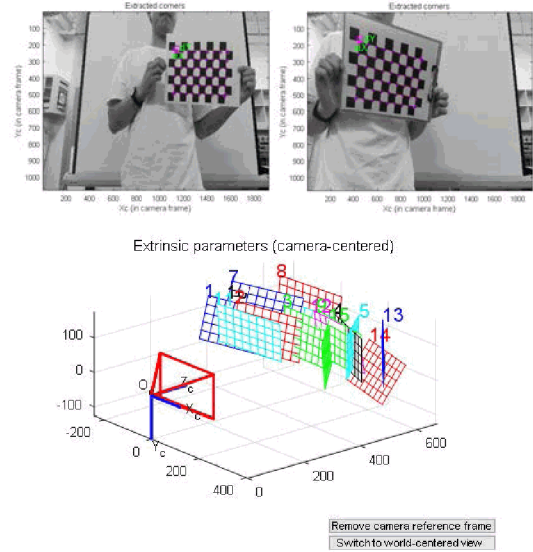 Extracted corners
Extracted corners
100
200
300
400
500
600
700
800
900
1000
Yc (in camera frame)
200 400 600 800 1000 1200 1400 1600 1800
Xc (in camera frame)
100
200
300
400
500
600
700
800
900
1000
Yc (in camera frame)
200 400 600 800 1000 1200 1400 1600 1800
Xc (in camera frame)
Extrinsic parameters (camera-centered)
1
7
8
5
13
14
100
0
-100
O
Zc
Xc
Yc
-200
0
200
400
0
200
400
600
Remove camera reference frame
Switch to world-centered view